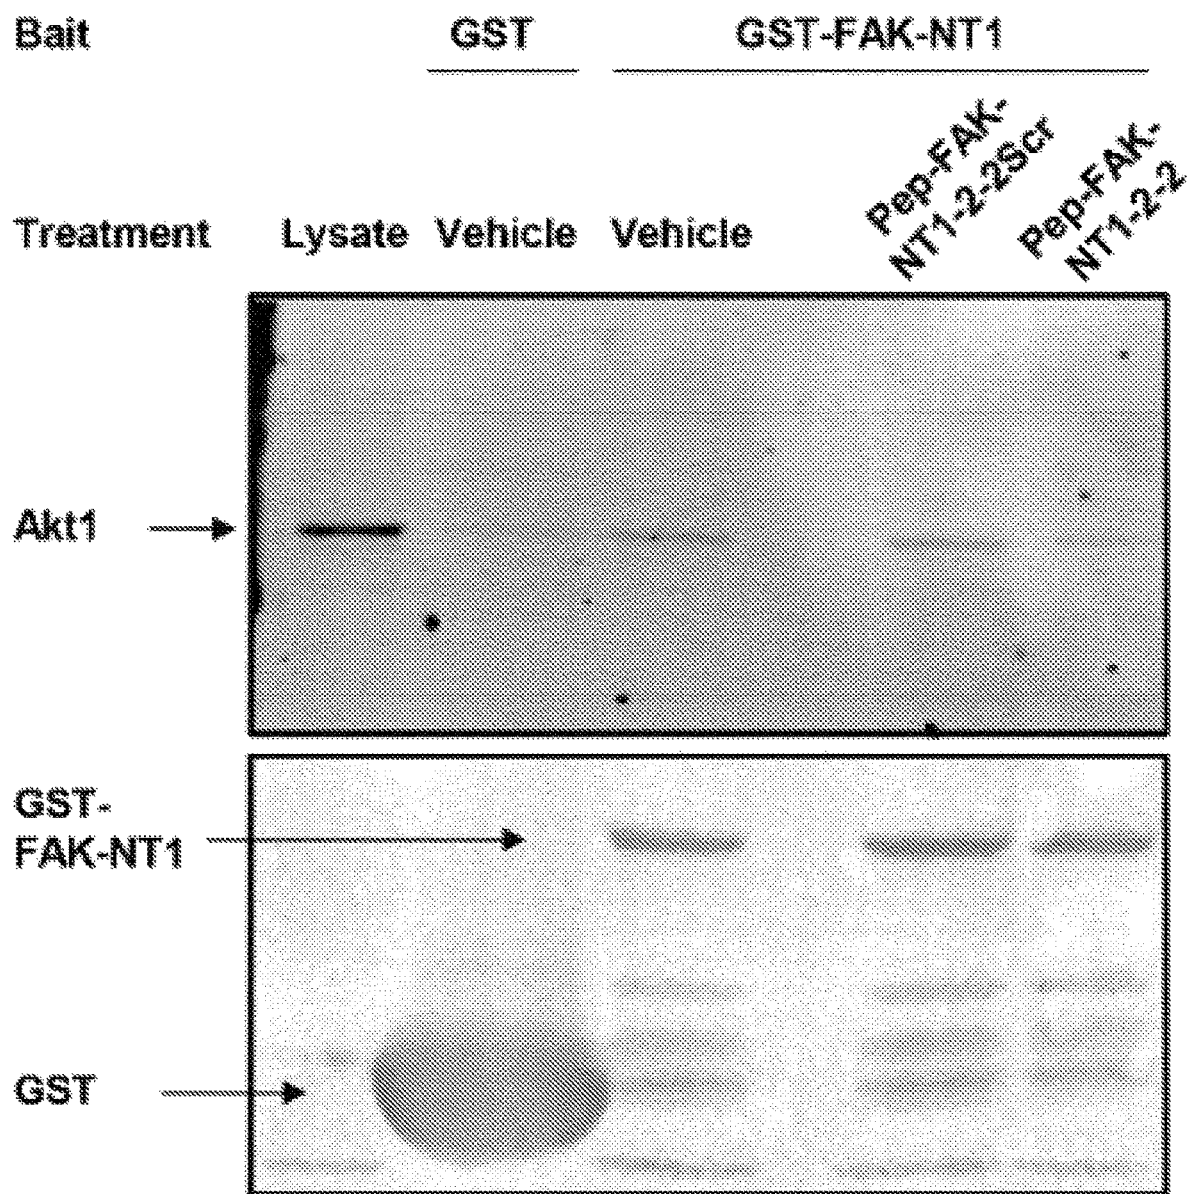 Bait GST GST-FAK-NT1
Pep-FAK-
NT1-2-2Scr
Pep-FAK-
NT1-2-2
Treatment Lysate Vehicle Vehicle
Akt1
GST-
FAK-NT1
GST